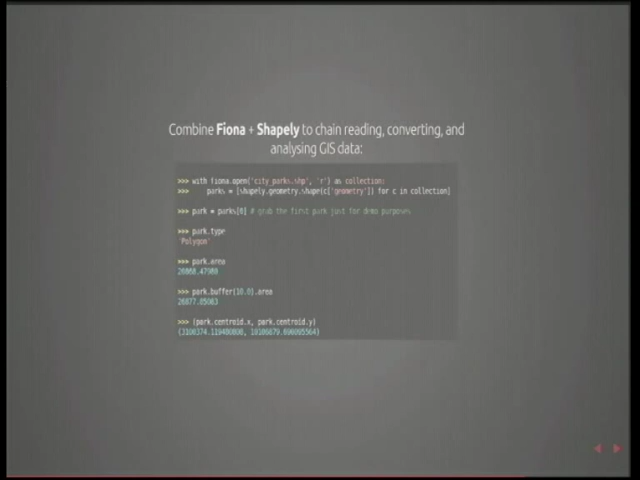 Combine Fiona + Shapely to chain reading, converting, and
analysing GIS data:
>>> with fiona.open('city_parks.shp', 'r') as collection:
>>>     parks = [shapely.geometry.shape(c['geometry']) for c in collection]
>>> park = parks[0] # grab the first park just for demo purposes
>>> park.type
'Polygon'
>>> park.area
>>> park.buffer(10.0).area
>>> (park.centroid.x, park.centroid.y)